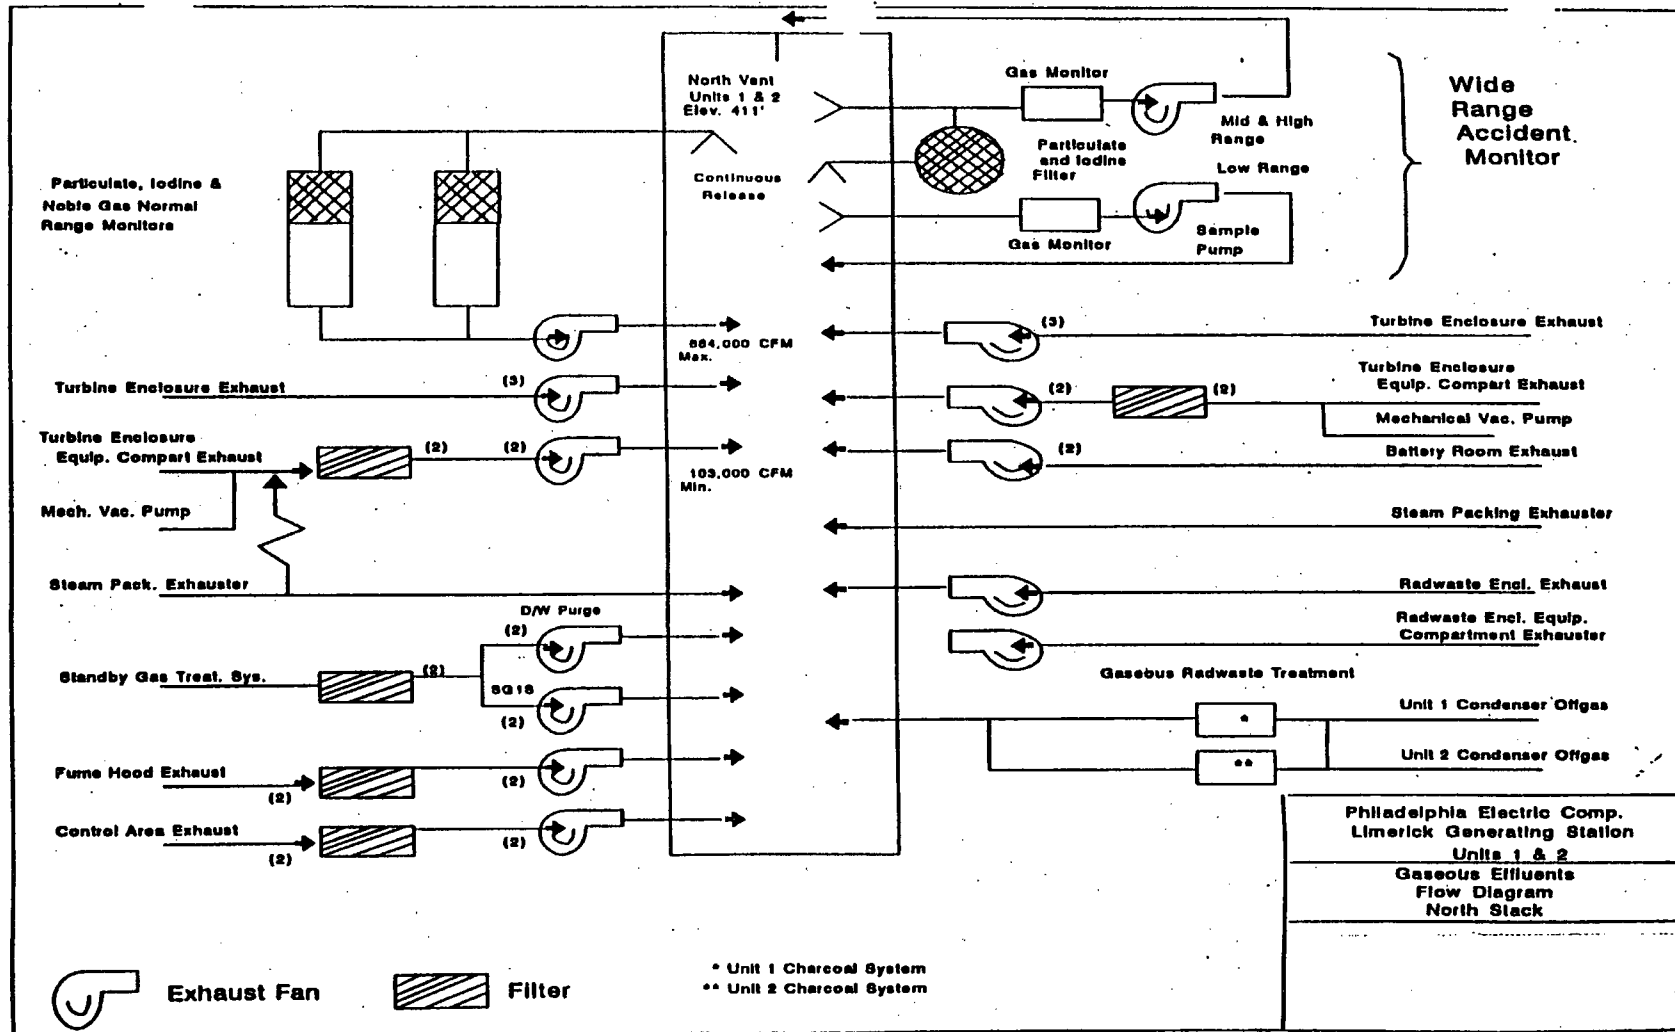 North Vent
Units 1 & 2
Elev. 411'
Continuous
Release
Gas Monitor
Mid & High
Range
Particulate
and Iodine
Filter
Low Range
Gas Monitor
Sample
Pump
Wide
Range
Accident
Monitor
Particulate, Iodine &
Noble Gas Normal
Range Monitors
Max.
Turbine Enclosure Exhaust
(3)
Turbine Enclosure
Equip. Compart Exhaust
(2)
(2)
103,000 CFM
Min.
Mech. Vac. Pump
Steam Pack. Exhauster
D/W Purge
(2)
Standby Gas Treat. Sys.
(2)
(2)
Fume Hood Exhaust
(2)
(2)
Control Area Exhaust
(2)
(2)
(3)
Turbine Enclosure Exhaust
Turbine Enclosure
Equip. Compart Exhaust
(2)
(2)
Mechanical Vac. Pump
(2)
Battery Room Exhaust
Steam Packing Exhauster
Radwaste Encl. Exhaust
Radwaste Encl. Equip.
Compartment Exhauster
Gaseous Radwaste Treatment
Unit 1 Condenser Offgas
*
Unit 2 Condenser Offgas
**
Philadelphia Electric Comp.
Limerick Generating Station
Units 1 & 2
Gaseous Effluents
Flow Diagram
North Stack
Exhaust Fan
Filter
* Unit 1 Charcoal System
** Unit 2 Charcoal System